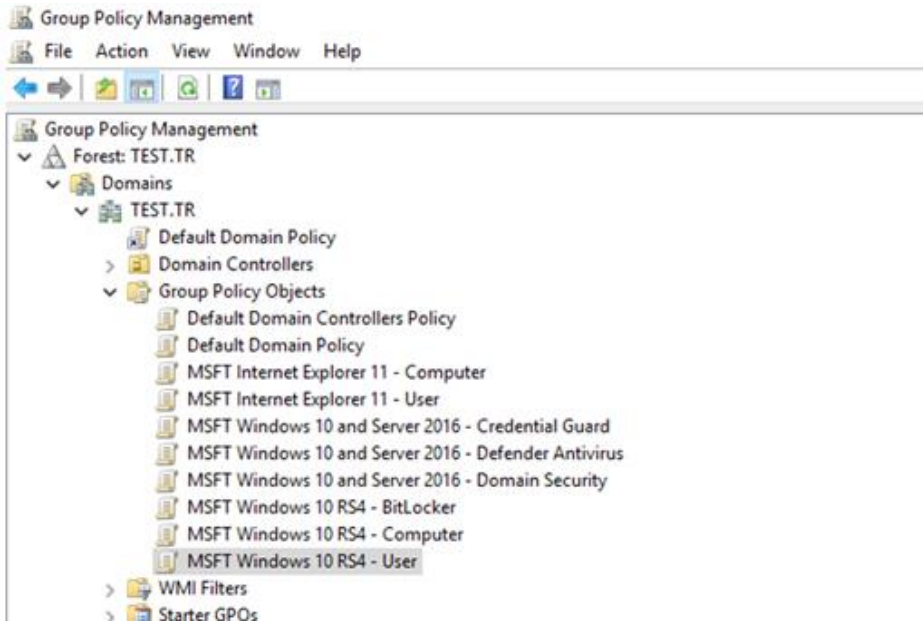 Group Policy Management
File Action View Window Help
Group Policy Management
Forest: TEST.TR
Domains
TEST.TR
Default Domain Policy
Domain Controllers
Group Policy Objects
Default Domain Controllers Policy
Default Domain Policy
MSFT Internet Explorer 11 - Computer
MSFT Internet Explorer 11 - User
MSFT Windows 10 and Server 2016 - Credential Guard
MSFT Windows 10 and Server 2016 - Defender Antivirus
MSFT Windows 10 and Server 2016 - Domain Security
MSFT Windows 10 RS4 - BitLocker
MSFT Windows 10 RS4 - Computer
MSFT Windows 10 RS4 - User
WMI Filters
Starter GPOs